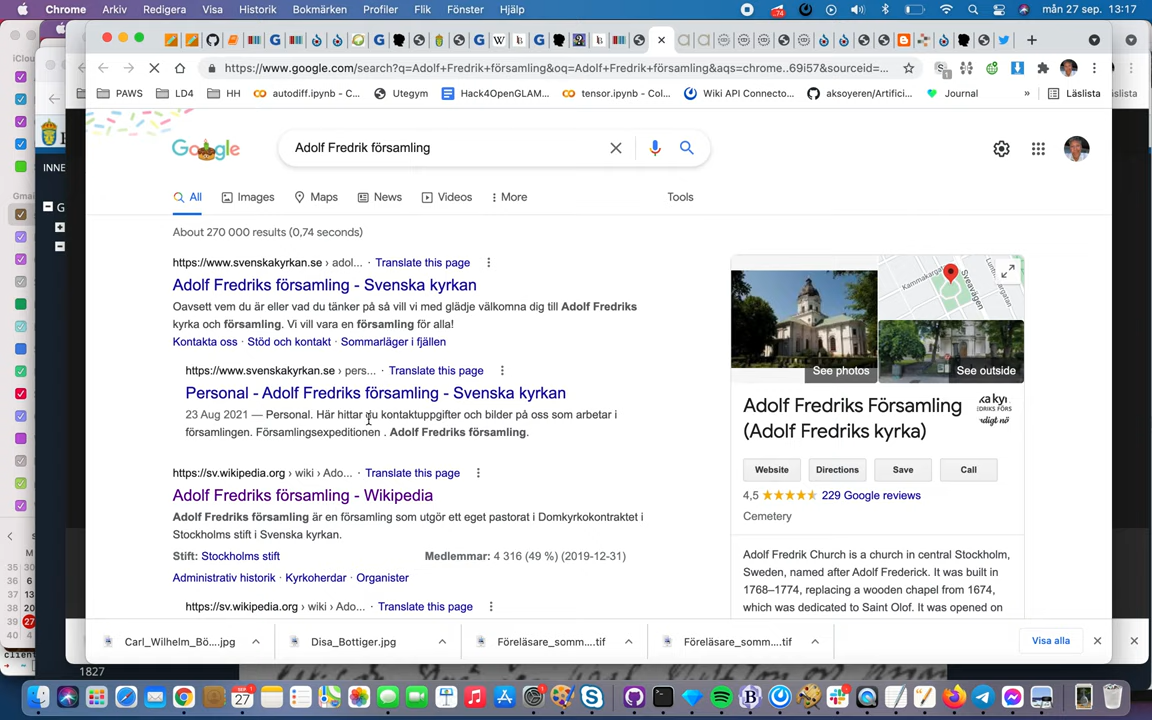 Chrome Arkiv Redigera Visa Historik Bokmärken Profiler Flik Fönster Hjälp 74 mån 27 sep. 13:17
https://www.google.com/search?q=Adolf+Fredrik+församling&oq=Adolf+Fredrik+församling&aqs=chrome..69i57&sourceid=...
PAWS LD4 HH autodiff.ipynb - C... Utegym Hack4OpenGLAM... tensor.ipynb - Col... Wiki API Connecto... aksoyeren/Artifici... Journal » Läslista
Google
Adolf Fredrik församling
INNE
All Images Maps News Videos More Tools
About 270 000 results (0,74 seconds)
https://www.svenskakyrkan.se › adol... · Translate this page
Adolf Fredriks församling - Svenska kyrkan
Oavsett vem du är eller vad du tänker på så vill vi med glädje välkomna dig till Adolf Fredriks
kyrka och församling. Vi vill vara en församling för alla!
Kontakta oss · Stöd och kontakt · Sommarläger i fjällen
https://www.svenskakyrkan.se › pers... · Translate this page
Personal - Adolf Fredriks församling - Svenska kyrkan
23 Aug 2021 — Personal. Här hittar du kontaktuppgifter och bilder på oss som arbetar i
församlingen. Församlingsexpeditionen . Adolf Fredriks församling.
https://sv.wikipedia.org › wiki › Ado... · Translate this page
Adolf Fredriks församling - Wikipedia
Adolf Fredriks församling är en församling som utgör ett eget pastorat i Domkyrkokontraktet i
Stockholms stift i Svenska kyrkan.
Stift: Stockholms stift Medlemmar: 4 316 (49 %) (2019-12-31)
Administrativ historik · Kyrkoherdar · Organister
https://sv.wikipedia.org › wiki › Ado... · Translate this page
Kammakargat
Sveavägen
See photos See outside
Adolf Fredriks Församling
(Adolf Fredriks kyrka)
Website Directions Save Call
4,5 229 Google reviews
Cemetery
Adolf Fredrik Church is a church in central Stockholm,
Sweden, named after Adolf Frederick. It was built in
1768–1774, replacing a wooden chapel from 1674,
which was dedicated to Saint Olof. It was opened on
Carl_Wilhelm_Bö....jpg Disa_Bottiger.jpg Föreläsare_somm....tif Föreläsare_somm....tif Visa alla
1827